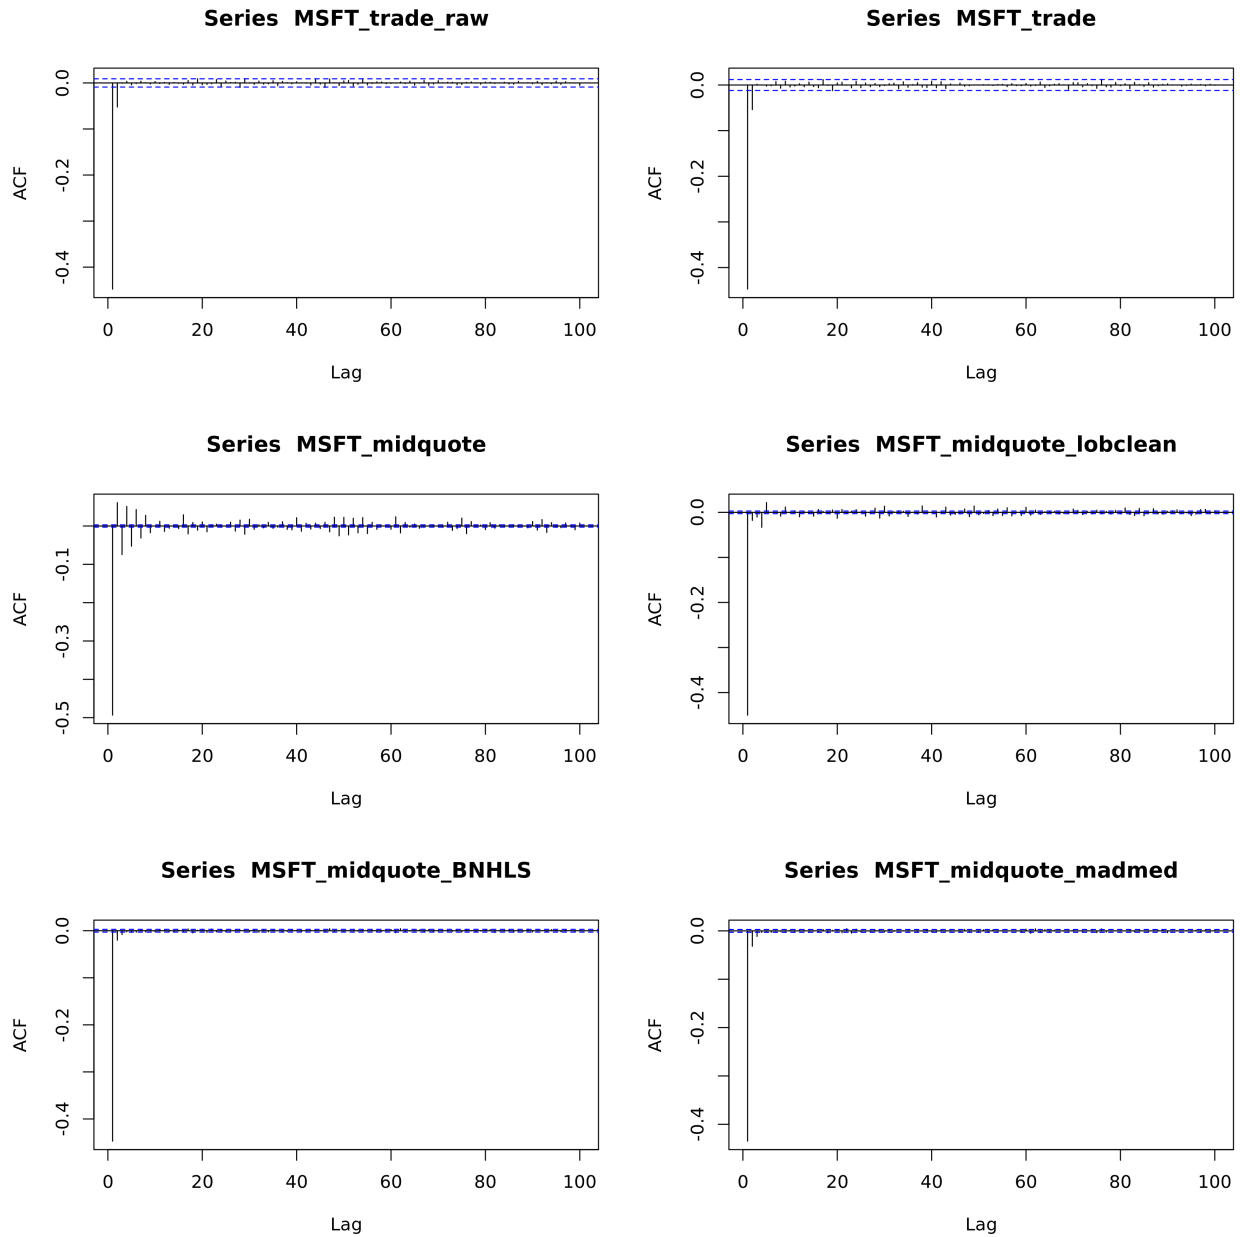 Series MSFT_trade_raw
ACF
0.0
-0.2
-0.4
0 20 40 60 80 100
Lag
Series MSFT_trade
ACF
0.0
-0.2
-0.4
0 20 40 60 80 100
Lag
Series MSFT_midquote
ACF
-0.1
-0.3
-0.5
0 20 40 60 80 100
Lag
Series MSFT_midquote_lobclean
ACF
0.0
-0.2
-0.4
0 20 40 60 80 100
Lag
Series MSFT_midquote_BNHLS
ACF
0.0
-0.2
-0.4
0 20 40 60 80 100
Lag
Series MSFT_midquote_madmed
ACF
0.0
-0.2
-0.4
0 20 40 60 80 100
Lag